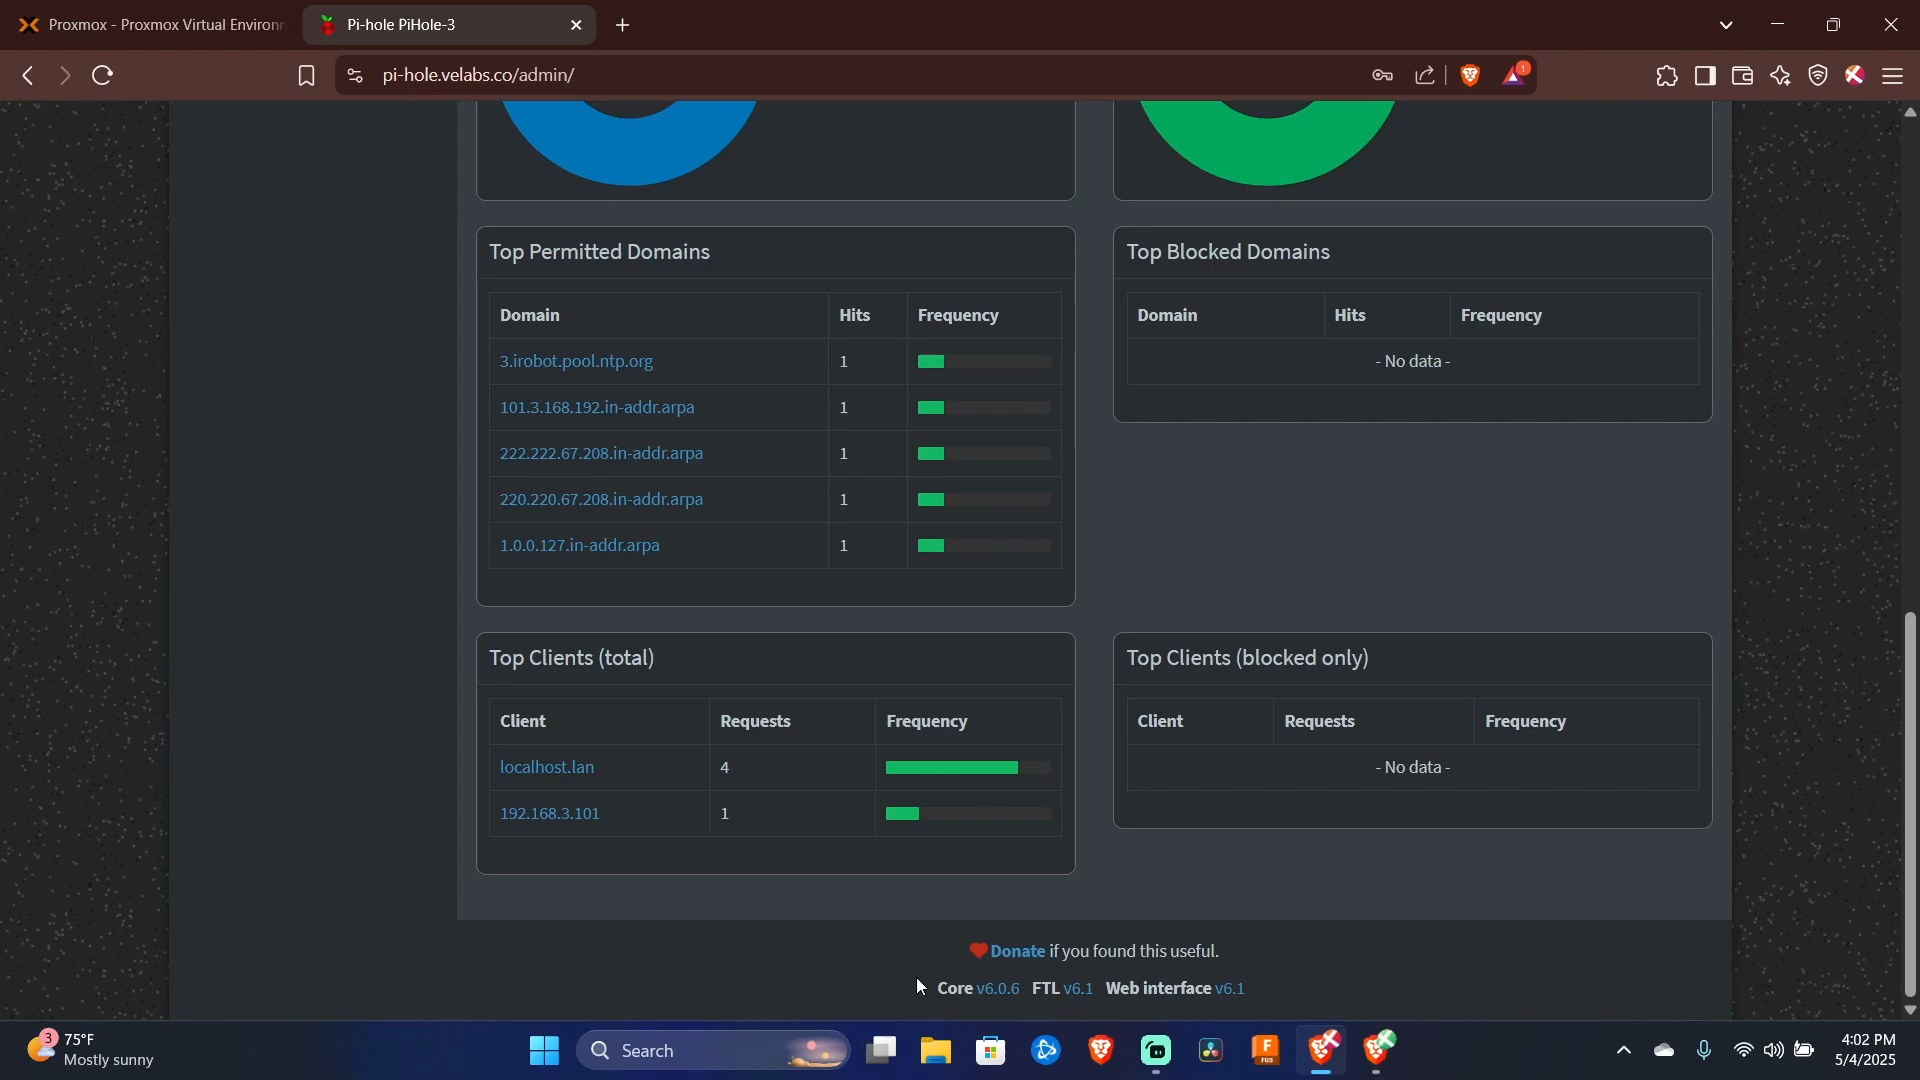 Proxmox - Proxmox Virtual Environ
Pi-hole PiHole-3
pi-hole.velabs.co/admin/
1
Top Permitted Domains
Domain Hits Frequency
3.irobot.pool.ntp.org 1
101.3.168.192.in-addr.arpa 1
222.222.67.208.in-addr.arpa 1
220.220.67.208.in-addr.arpa 1
1.0.0.127.in-addr.arpa 1
Top Blocked Domains
Domain Hits Frequency
- No data -
Top Clients (total)
Client Requests Frequency
localhost.lan 4
192.168.3.101 1
Top Clients (blocked only)
Client Requests Frequency
- No data -
Donate if you found this useful.
Core v6.0.6 FTL v6.1 Web interface v6.1
3
75°F
Mostly sunny
Search
F
FUS
4:02 PM
5/4/2025